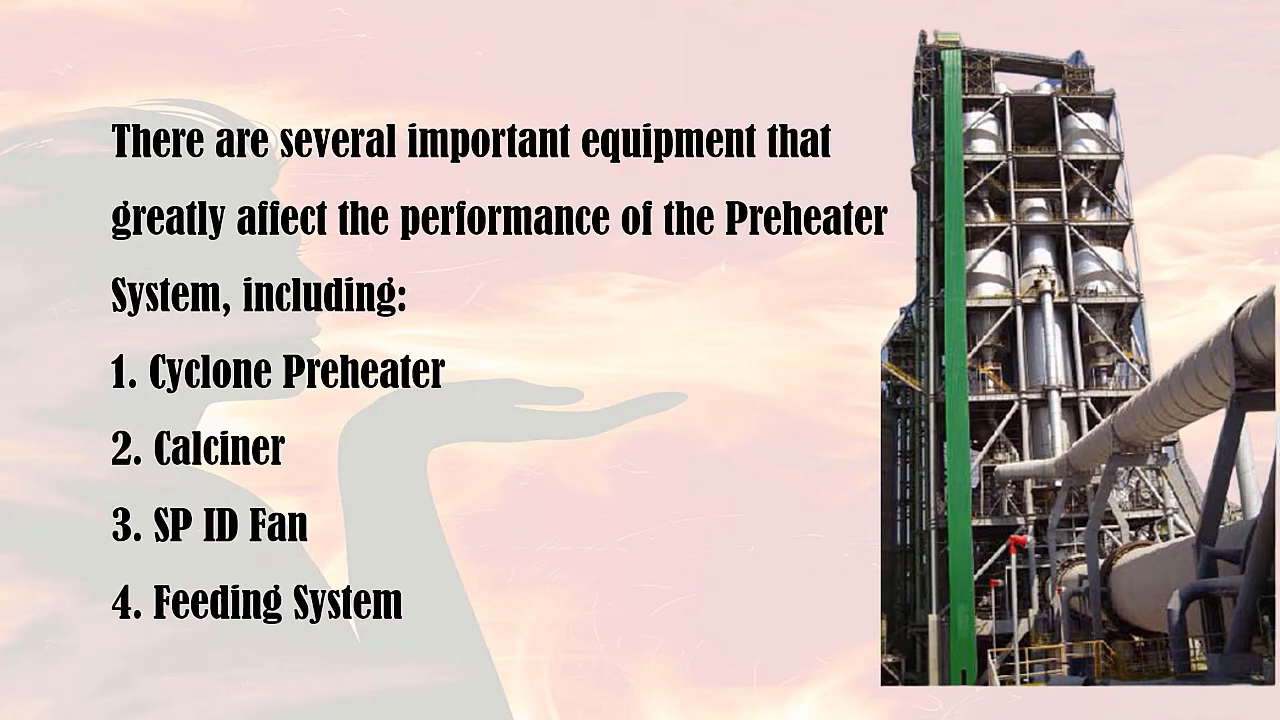 There are several important equipment that
greatly affect the performance of the Preheater
System, including:
1. Cyclone Preheater
2. Calciner
3. SP ID Fan
4. Feeding System